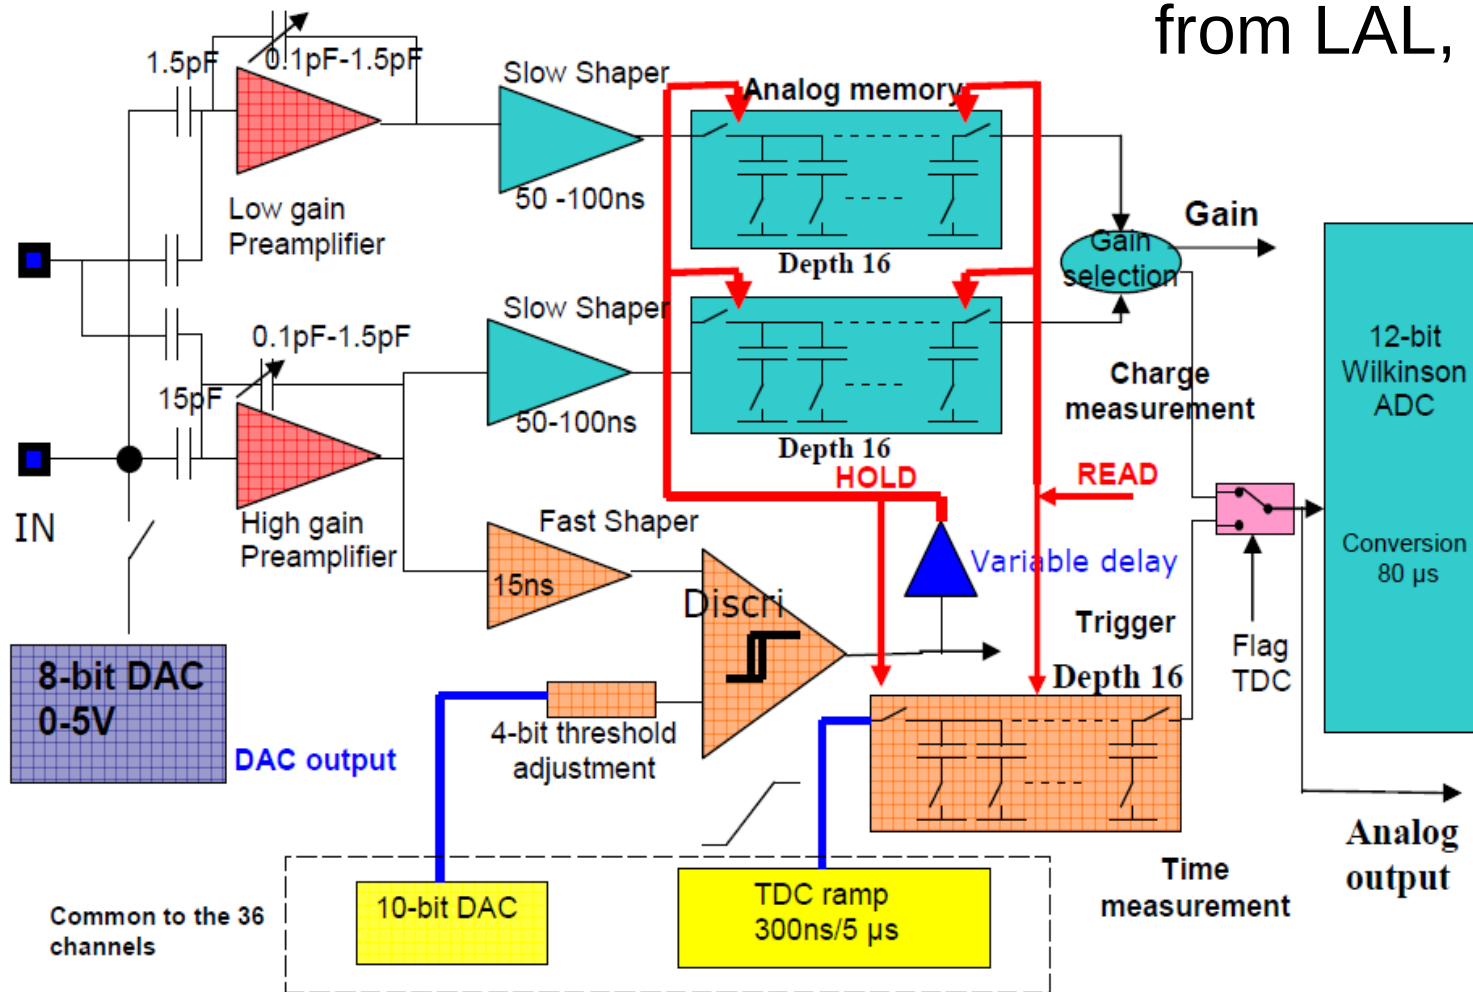 from LAL,
1.5pF
0.1pF-1.5pF
Slow Shaper
Analog memory
50 -100ns
Low gain
Preamplifier
Depth 16
Gain
Gain
selection
Slow Shaper
0.1pF-1.5pF
15pF
50-100ns
Depth 16
Charge
measurement
12-bit
Wilkinson
ADC
HOLD
READ
IN
High gain
Preamplifier
Fast Shaper
15ns
Discri
Variable delay
Conversion
80 µs
Trigger
Flag
TDC
8-bit DAC
0-5V
DAC output
4-bit threshold
adjustment
Depth 16
Analog
output
Time
measurement
Common to the 36
channels
10-bit DAC
TDC ramp
300ns/5 µs